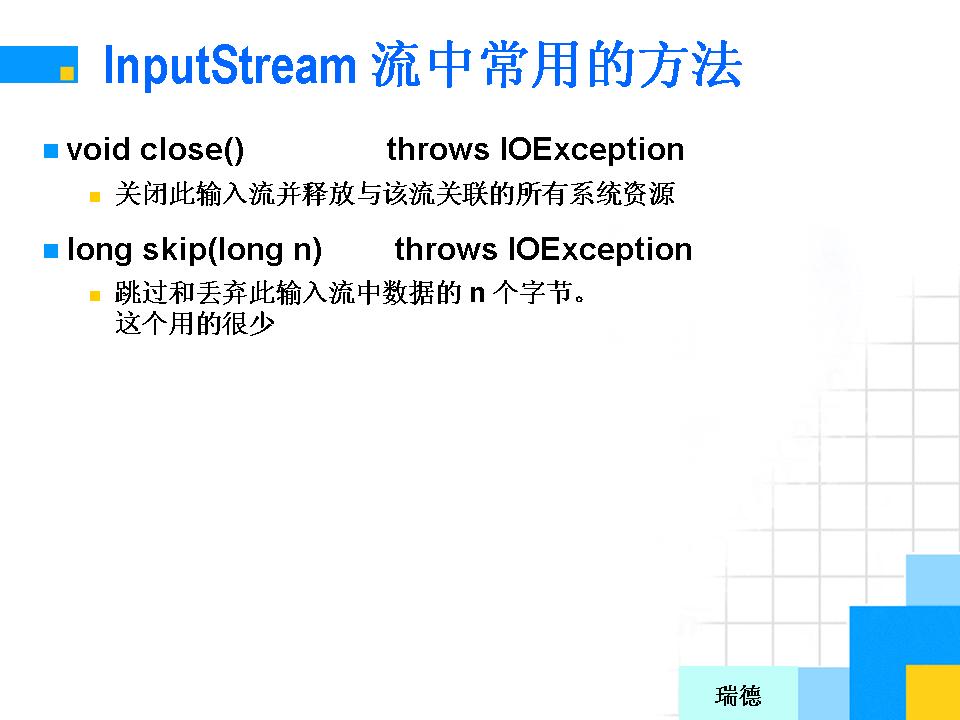 InputStream 流中常用的方法
void close() throws IOException
关闭此输入流并释放与该流关联的所有系统资源
long skip(long n) throws IOException
跳过和丢弃此输入流中数据的 n 个字节。
这个用的很少
瑞德